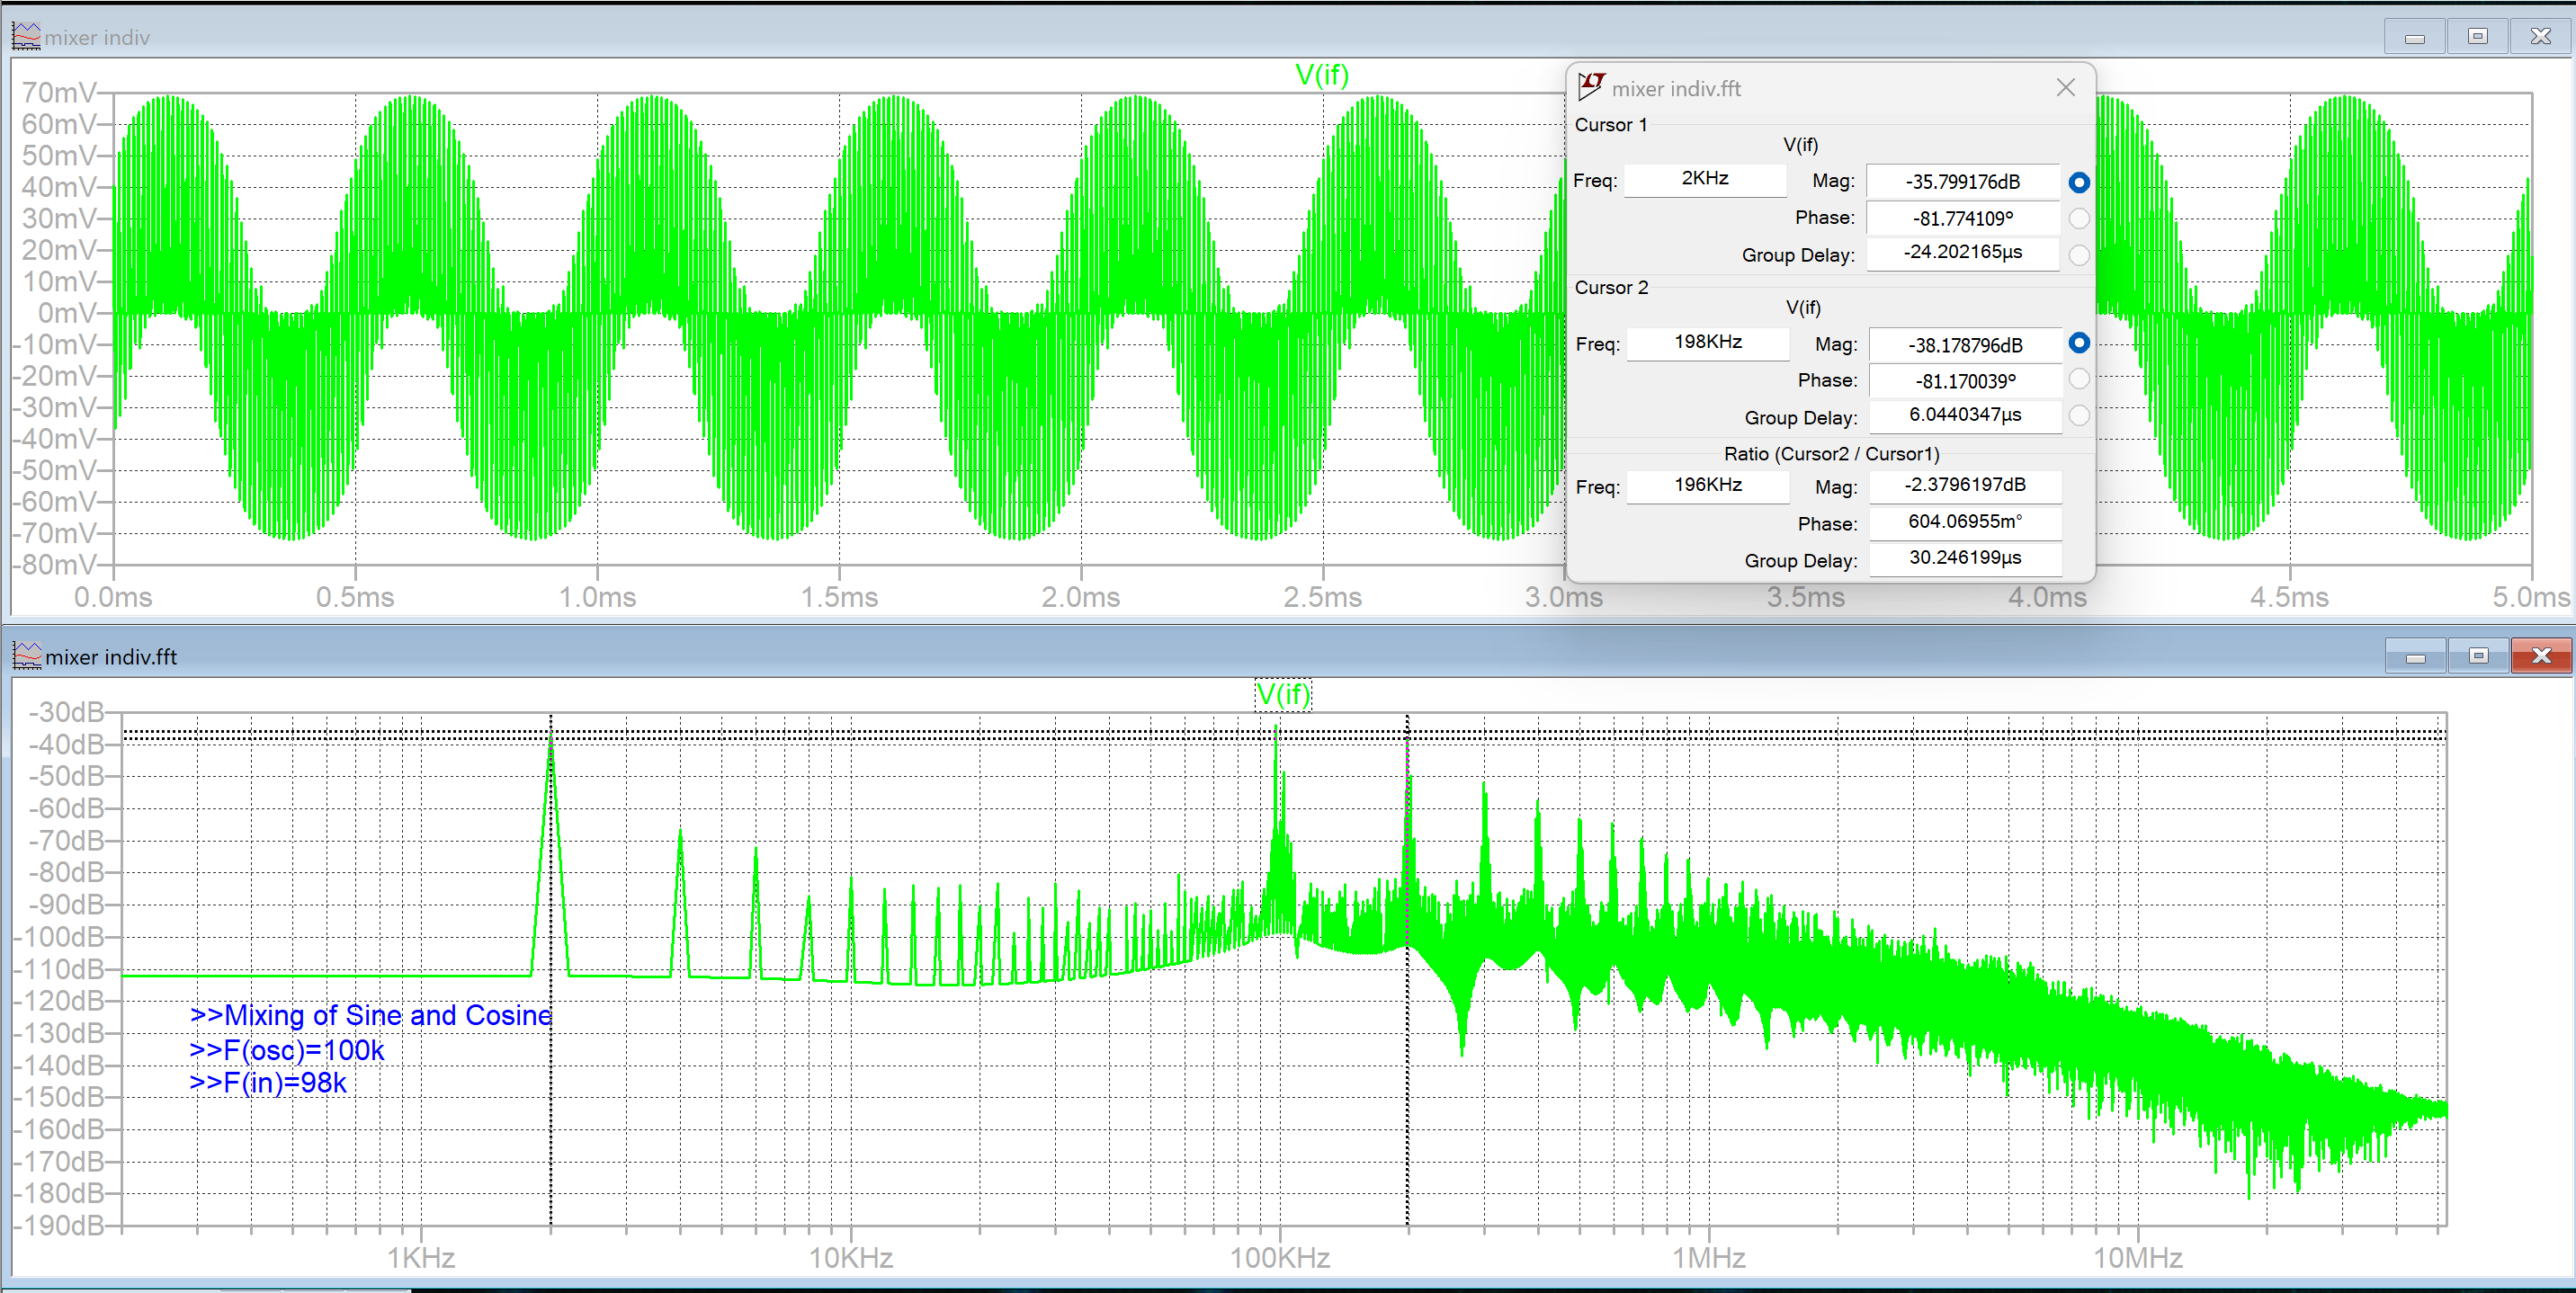 mixer indiv
V(if)
70mV
60mV
50mV
40mV
30mV
20mV
10mV
0mV
-10mV
-20mV
-30mV
-40mV
-50mV
-60mV
-70mV
-80mV
0.0ms 0.5ms 1.0ms 1.5ms 2.0ms 2.5ms 3.0ms 3.5ms 4.0ms 4.5ms 5.0ms
mixer indiv.fft
Cursor 1
V(if)
Freq: 2KHz Mag: -35.799176dB
Phase: -81.774109°
Group Delay: -24.202165µs
Cursor 2
V(if)
Freq: 198KHz Mag: -38.178796dB
Phase: -81.170039°
Group Delay: 6.0440347µs
Ratio (Cursor2 / Cursor1)
Freq: 196KHz Mag: -2.3796197dB
Phase: 604.06955m°
Group Delay: 30.246199µs
mixer indiv.fft
V(if)
-30dB
-40dB
-50dB
-60dB
-70dB
-80dB
-90dB
-100dB
-110dB
-120dB
-130dB
-140dB
-150dB
-160dB
-170dB
-180dB
-190dB
>>Mixing of Sine and Cosine
>>F(osc)=100k
>>F(in)=98k
1KHz 10KHz 100KHz 1MHz 10MHz